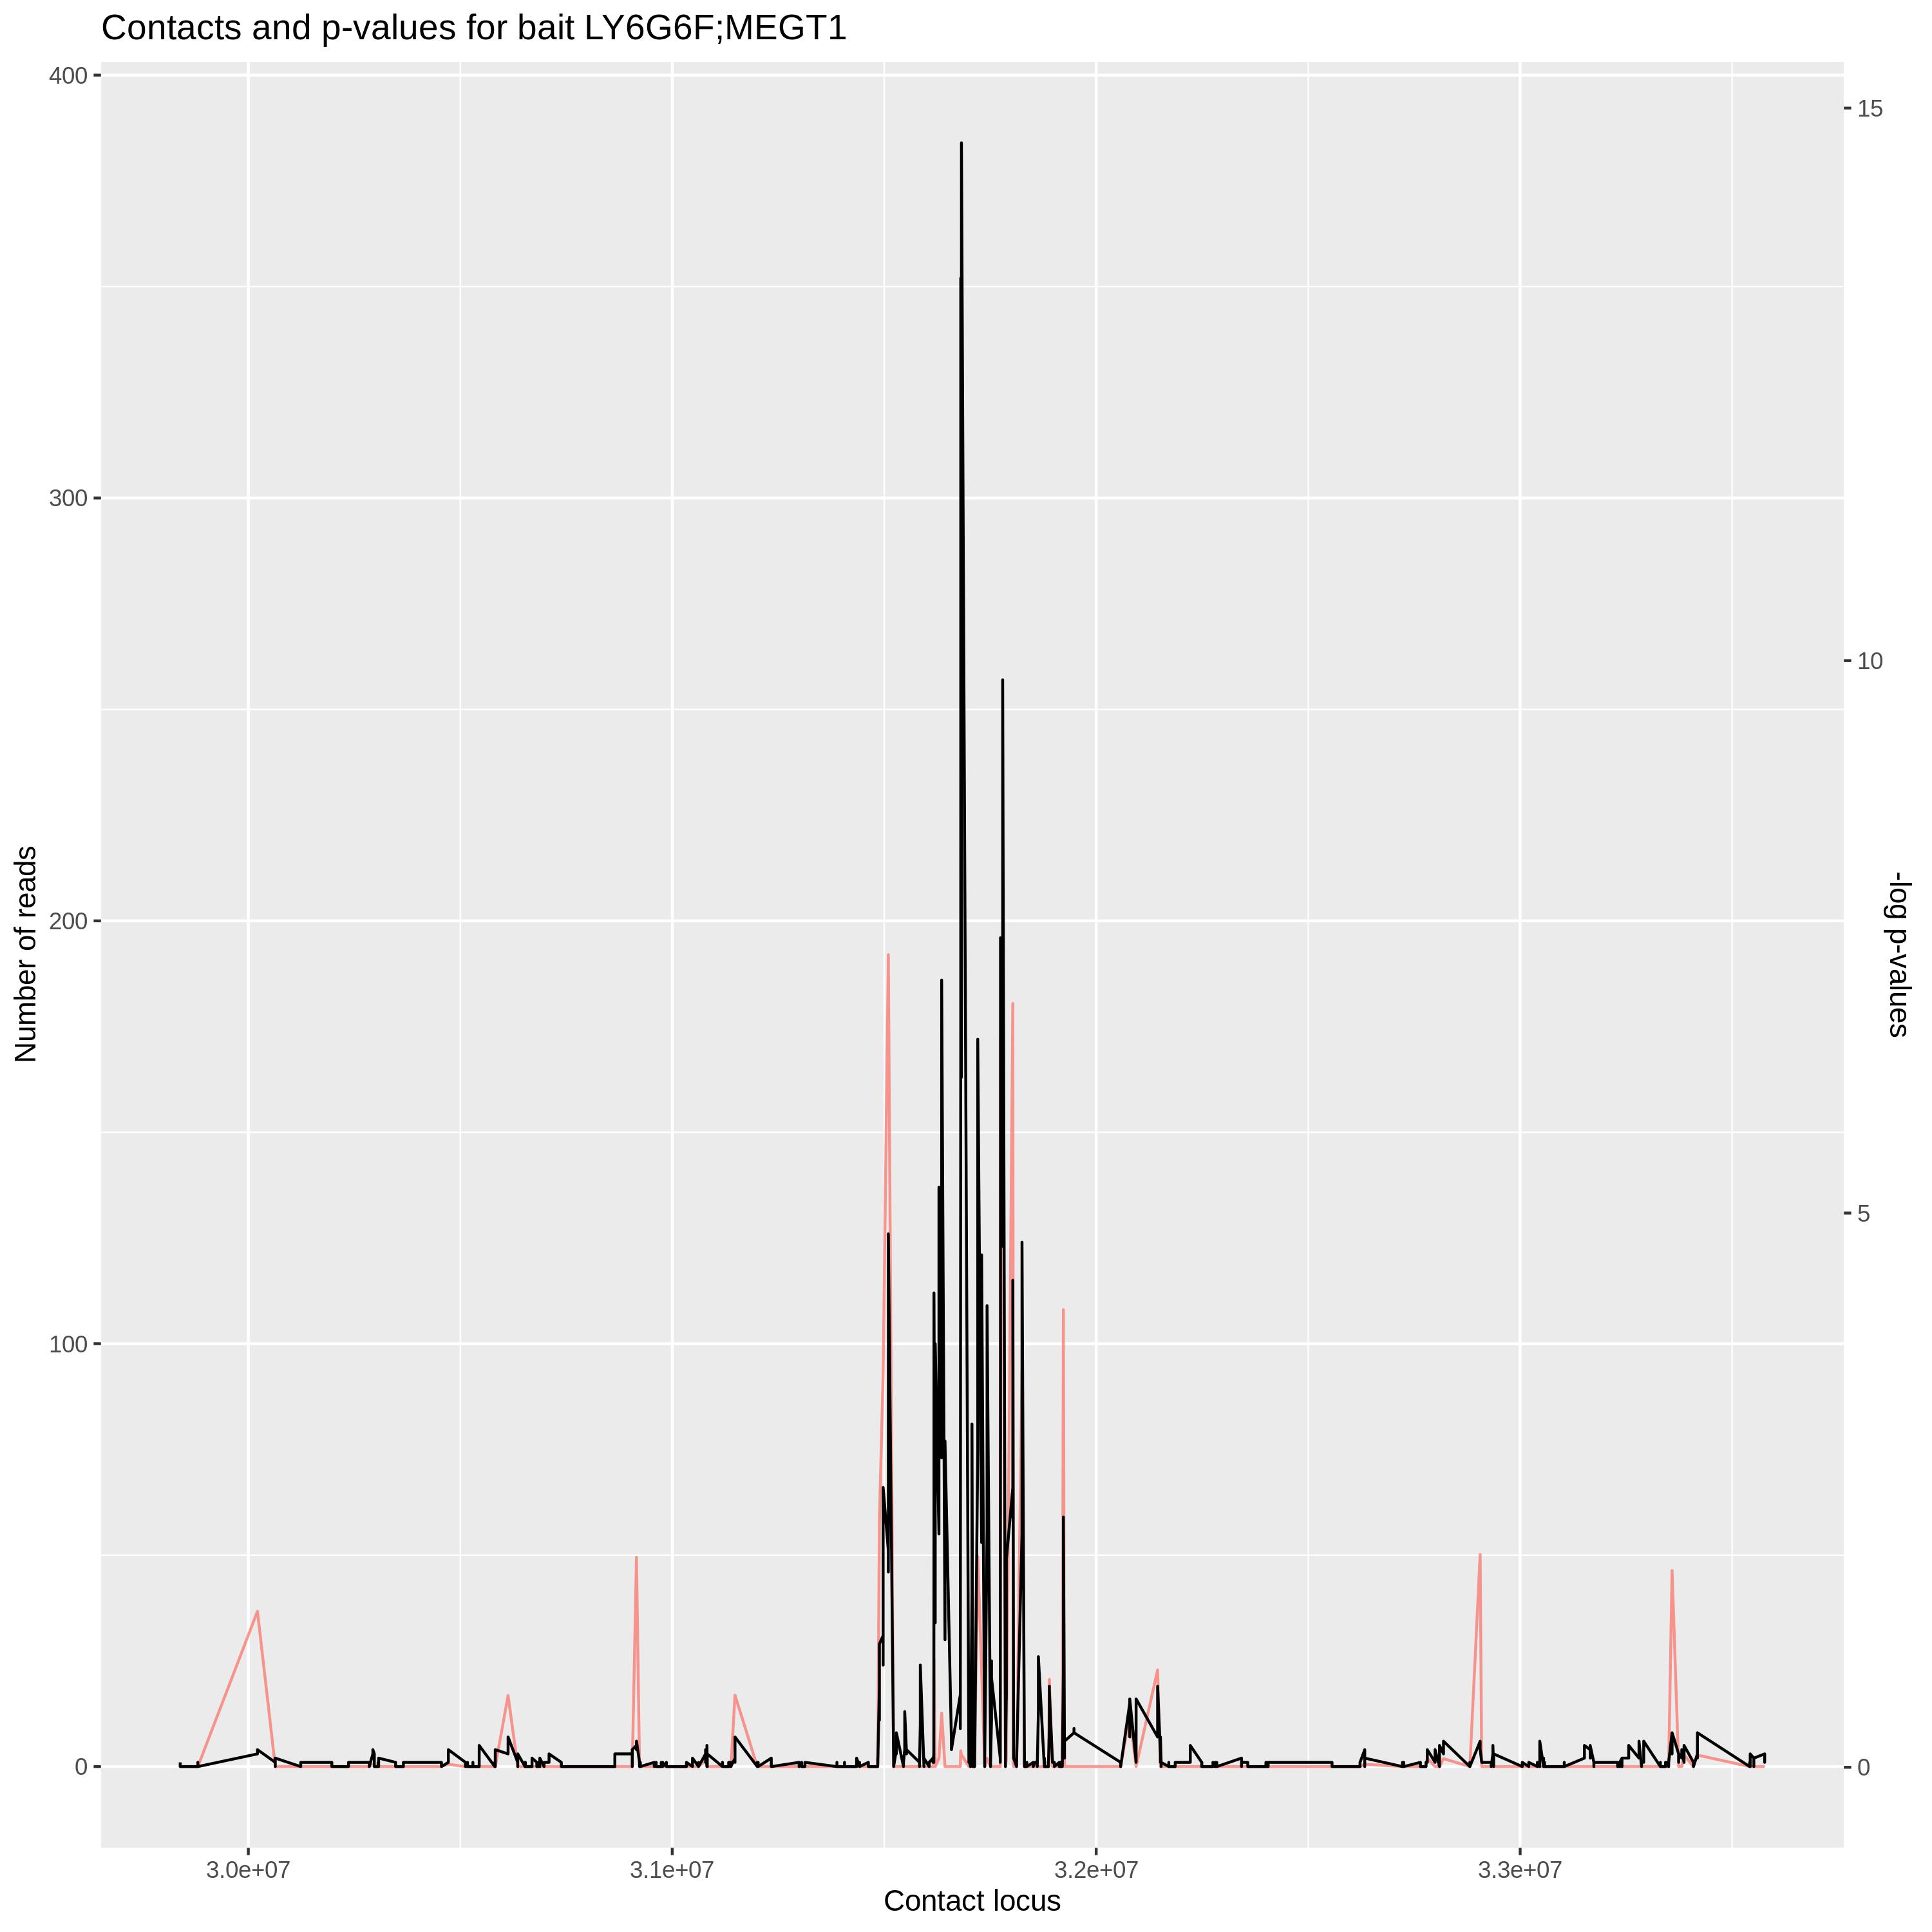 Contacts and p-values for bait LY6G6F;MEGT1
400
300
200
100
0
Number of reads
15
10
5
0
-log p-values
3.0e+07
3.1e+07
3.2e+07
3.3e+07
Contact locus